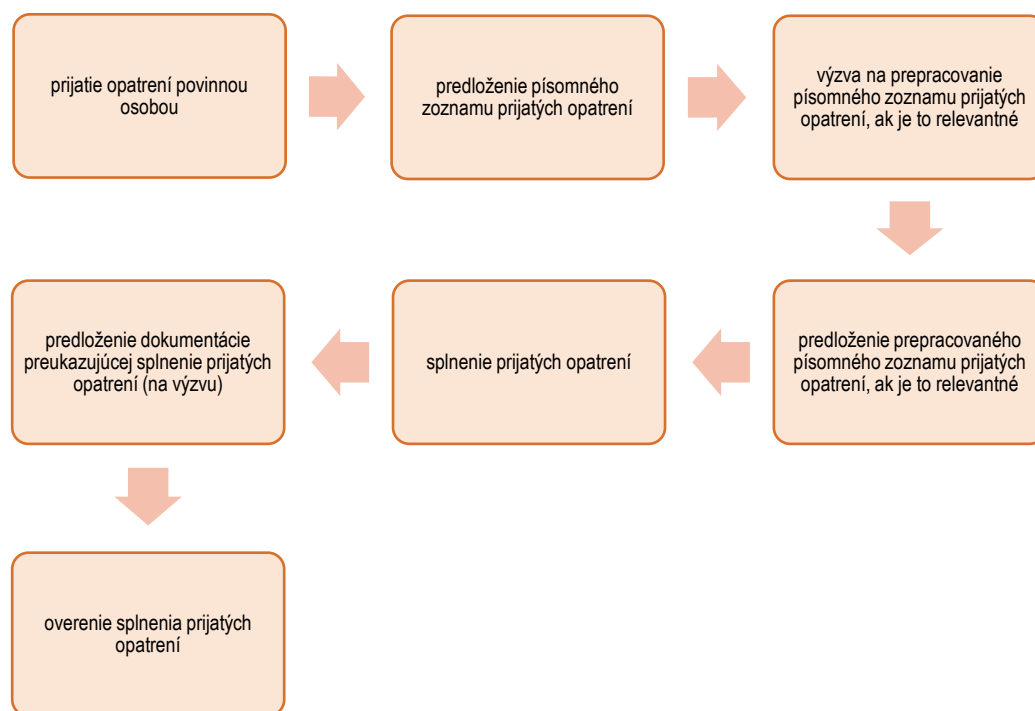 prijatie opatrení povinnou
osobou
predloženie písomného
zoznamu prijatých opatrení
výzva na prepracovanie
písomného zoznamu prijatých
opatrení, ak je to relevantné
predloženie prepracovaného
písomného zoznamu prijatých
opatrení, ak je to relevantné
splnenie prijatých opatrení
predloženie dokumentácie
preukazujúcej splnenie prijatých
opatrení (na výzvu)
overenie splnenia prijatých
opatrení